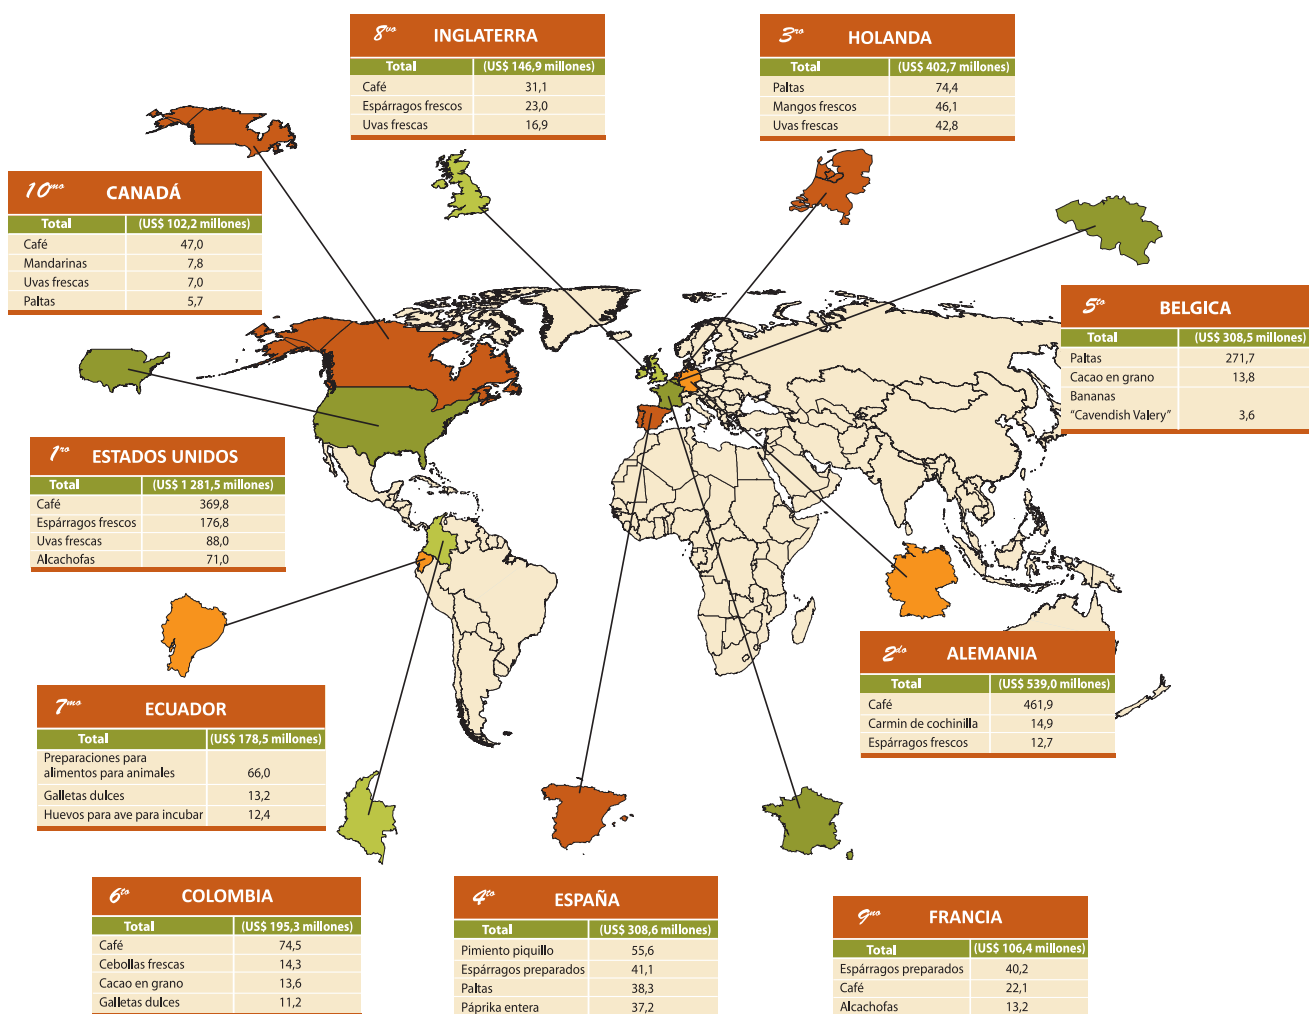 8vo INGLATERRA
Total (US$ 146,9 millones)
Café 31,1
Espárragos frescos 23,0
Uvas frescas 16,9
3ro HOLANDA
Total (US$ 402,7 millones)
Paltas 74,4
Mangos frescos 46,1
Uvas frescas 42,8
10mo CANADÁ
Total (US$ 102,2 millones)
Café 47,0
Mandarinas 7,8
Uvas frescas 7,0
Paltas 5,7
5to BELGICA
Total (US$ 308,5 millones)
Paltas 271,7
Cacao en grano 13,8
Bananas
“Cavendish Valery” 3,6
1ro ESTADOS UNIDOS
Total (US$ 1 281,5 millones)
Café 369,8
Espárragos frescos 176,8
Uvas frescas 88,0
Alcachofas 71,0
2do ALEMANIA
Total (US$ 539,0 millones)
Café 461,9
Carmin de cochinilla 14,9
Espárragos frescos 12,7
7mo ECUADOR
Total (US$ 178,5 millones)
Preparaciones para
alimentos para animales 66,0
Galletas dulces 13,2
Huevos para ave para incubar 12,4
6to COLOMBIA
Total (US$ 195,3 millones)
Café 74,5
Cebollas frescas 14,3
Cacao en grano 13,6
Galletas dulces 11,2
4to ESPAÑA
Total (US$ 308,6 millones)
Pimiento piquillo 55,6
Espárragos preparados 41,1
Paltas 38,3
Páprika entera 37,2
9no FRANCIA
Total (US$ 106,4 millones)
Espárragos preparados 40,2
Café 22,1
Alcachofas 13,2